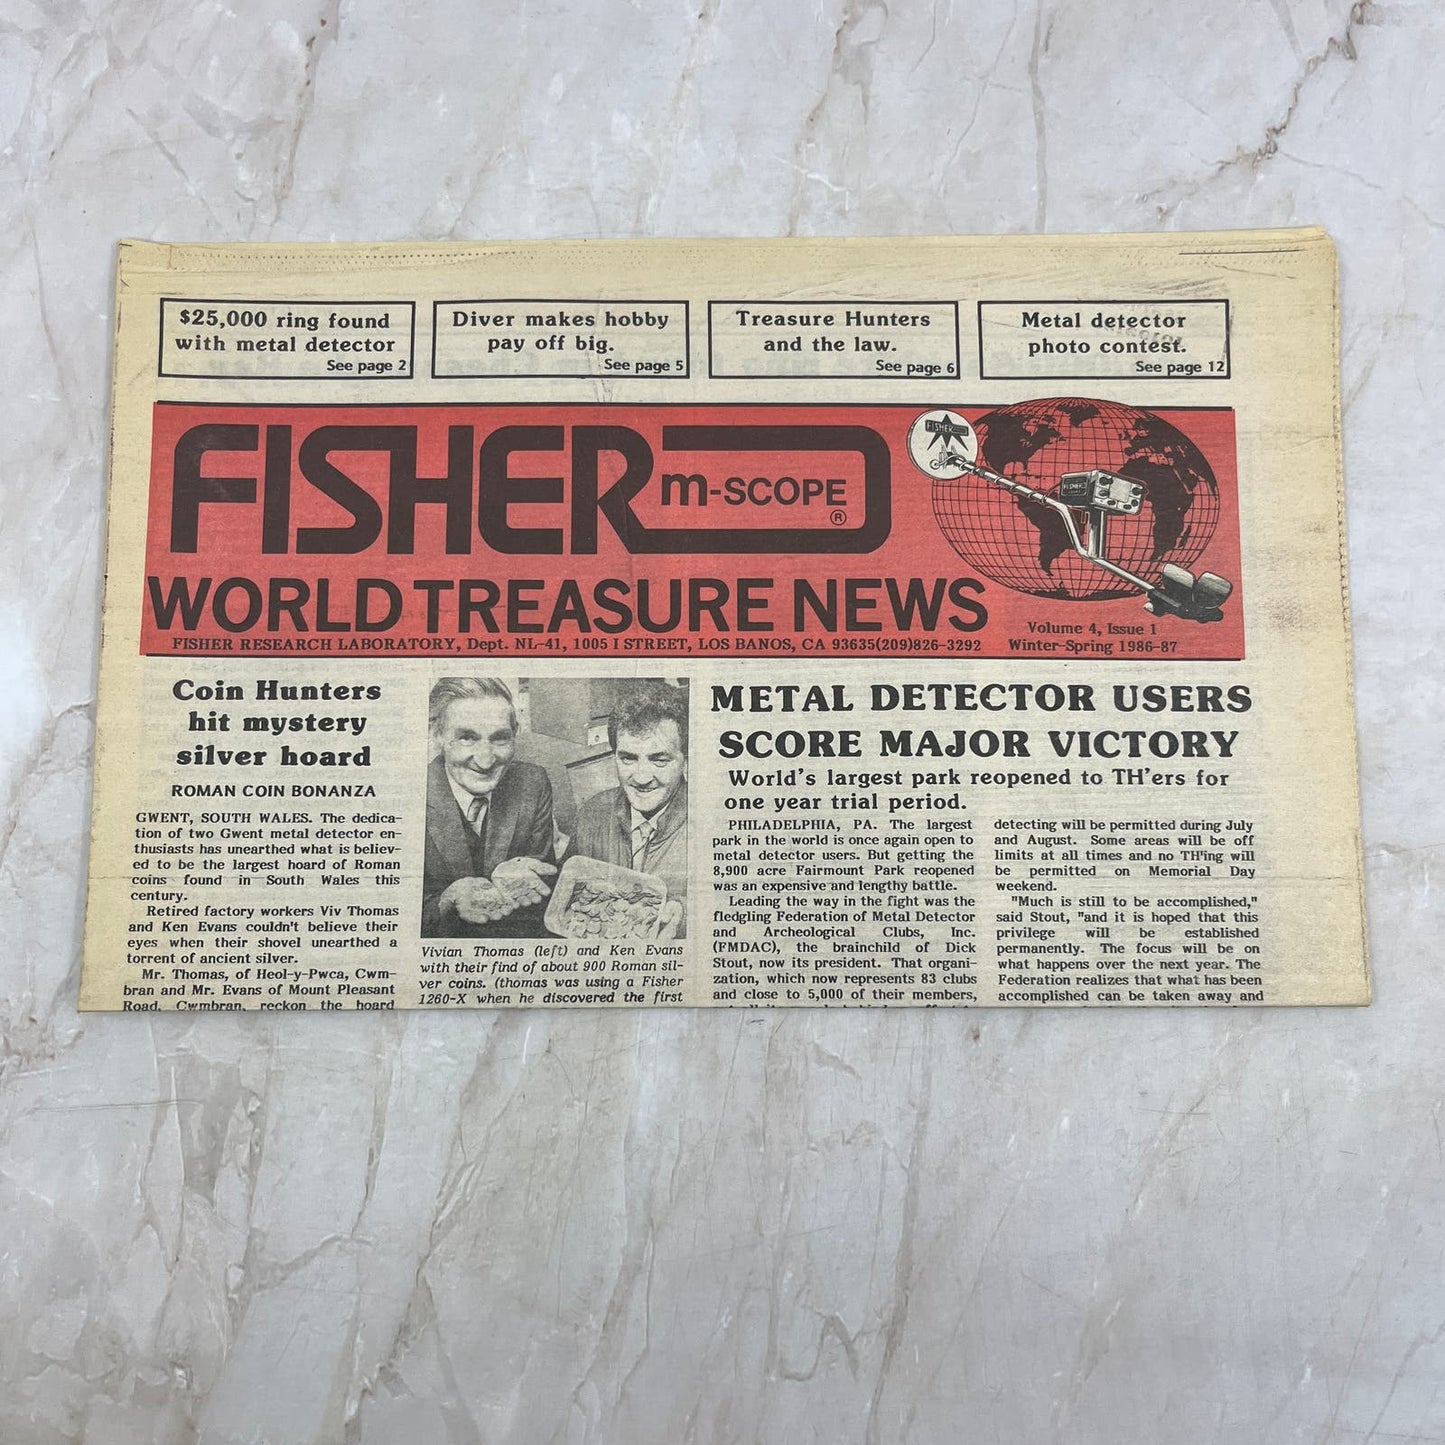 $25,000 ring found
with metal detector
See page 2
Diver makes hobby
pay off big.
See page 5
Treasure Hunters
and the law.
See page 6
Metal detector
photo contest.
See page 12
FISHER
m-SCOPE
®
FISHER
FISHER
WORLD TREASURE NEWS
FISHER RESEARCH LABORATORY, Dept. NL-41, 1005 I STREET, LOS BANOS, CA 93635(209)826-3292
Volume 4, Issue 1
Winter-Spring 1986-87
Coin Hunters
hit mystery
silver hoard
ROMAN COIN BONANZA
GWENT, SOUTH WALES. The dedica-
tion of two Gwent metal detector en-
thusiasts has unearthed what is believ-
ed to be the largest hoard of Roman
coins found in South Wales this
century.
Retired factory workers Viv Thomas
and Ken Evans couldn't believe their
eyes when their shovel unearthed a
torrent of ancient silver.
Mr. Thomas, of Heol-y-Pwca, Cwm-
bran and Mr. Evans of Mount Pleasant
Road, Cwmbran, reckon the hoard
Vivian Thomas (left) and Ken Evans
with their find of about 900 Roman sil-
ver coins. (thomas was using a Fisher
1260-X when he discovered the first
METAL DETECTOR USERS
SCORE MAJOR VICTORY
World's largest park reopened to TH'ers for
one year trial period.
PHILADELPHIA, PA. The largest
park in the world is once again open to
metal detector users. But getting the
8,900 acre Fairmount Park reopened
was an expensive and lengthy battle.
Leading the way in the fight was the
fledgling Federation of Metal Detector
and Archeological Clubs, Inc.
(FMDAC), the brainchild of Dick
Stout, now its president. That organi-
zation, which now represents 83 clubs
and close to 5,000 of their members,
detecting will be permitted during July
and August. Some areas will be off
limits at all times and no TH'ing will
be permitted on Memorial Day
weekend.
"Much is still to be accomplished,"
said Stout, "and it is hoped that this
privilege will be established
permanently. The focus will be on
what happens over the next year. The
Federation realizes that what has been
accomplished can be taken away and